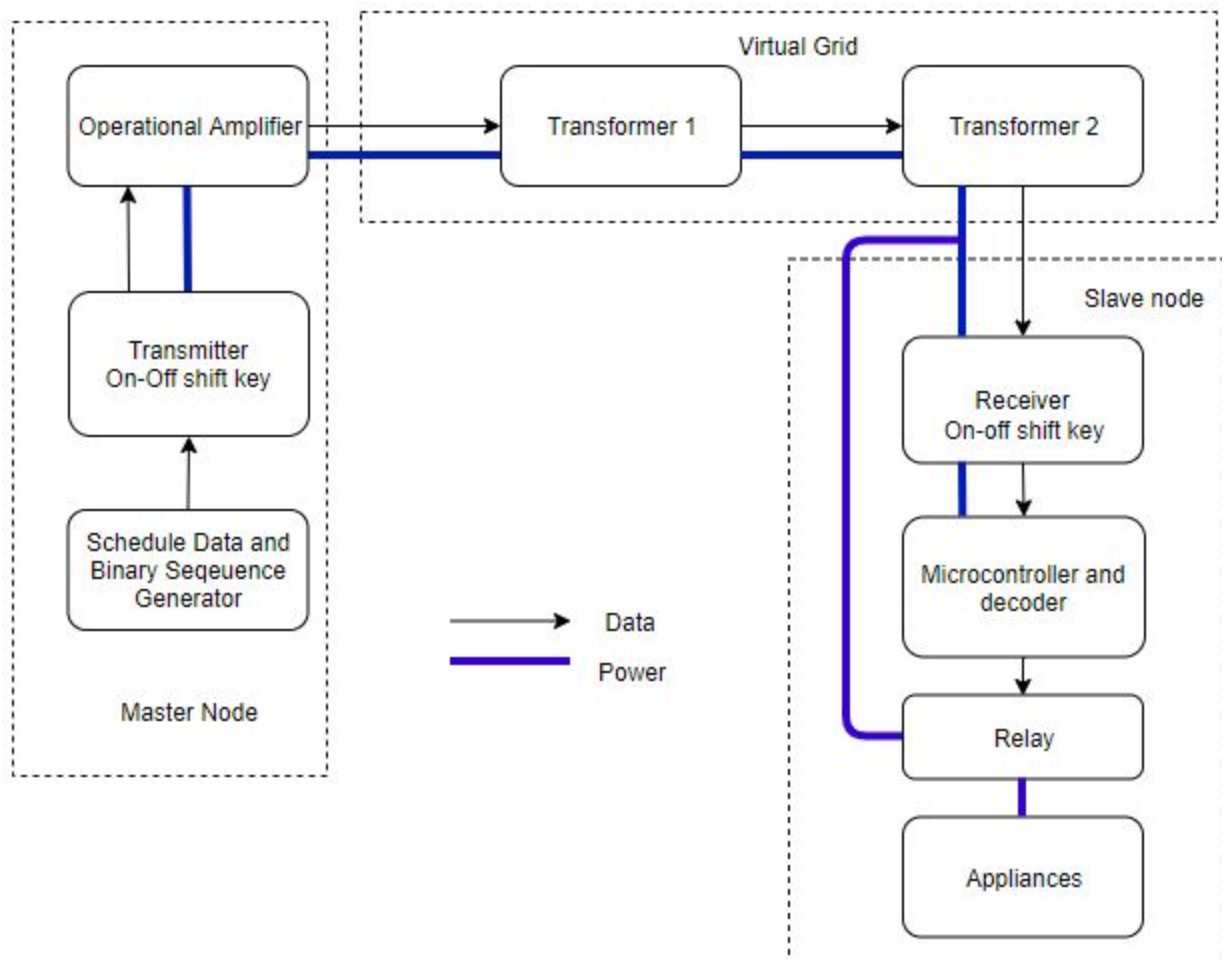 Virtual Grid
Operational Amplifier
Transformer 1
Transformer 2
Slave node
Transmitter
On-Off shift key
Receiver
On-off shift key
Schedule Data and
Binary Seqeuence
Generator
Microcontroller and
decoder
Data
Power
Master Node
Relay
Appliances